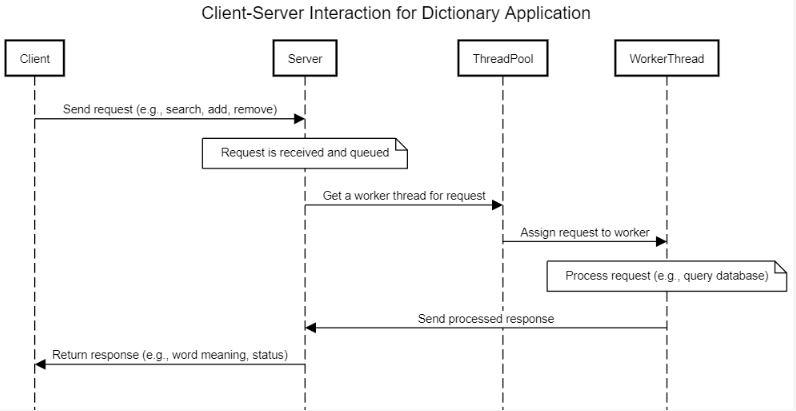 Client-Server Interaction for Dictionary Application
Client
Server
ThreadPool
WorkerThread
Send request (e.g., search, add, remove)
Request is received and queued
Get a worker thread for request
Assign request to worker
Process request (e.g., query database)
Send processed response
Return response (e.g., word meaning, status)